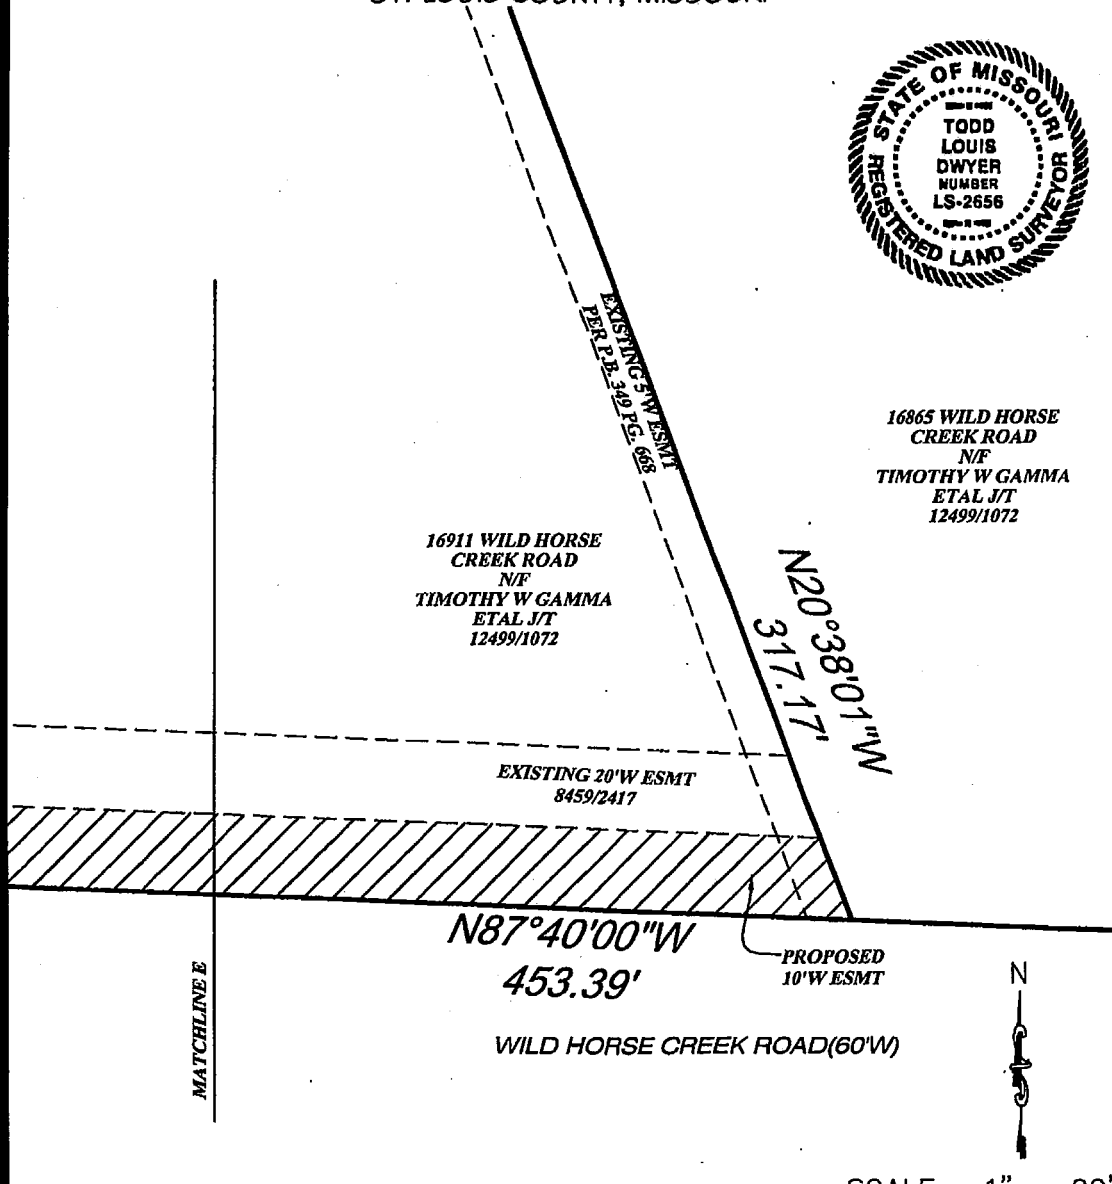 ST. LOUIS COUNTY, MISSOURI
STATE OF MISSOURI
TODD
LOUIS
DWYER
NUMBER
LS-2656
REGISTERED LAND SURVEYOR
EXISTING 5'W ESMT
PER P.B. 349 PG. 668
16865 WILD HORSE
CREEK ROAD
N/F
TIMOTHY W GAMMA
ETAL J/T
12499/1072
16911 WILD HORSE
CREEK ROAD
N/F
TIMOTHY W GAMMA
ETAL J/T
12499/1072
N20°38'01"W
317.17'
EXISTING 20'W ESMT
8459/2417
N87°40'00"W
453.39'
PROPOSED
10'W ESMT
MATCHLINE E
N
WILD HORSE CREEK ROAD(60'W)
SCALE 1"